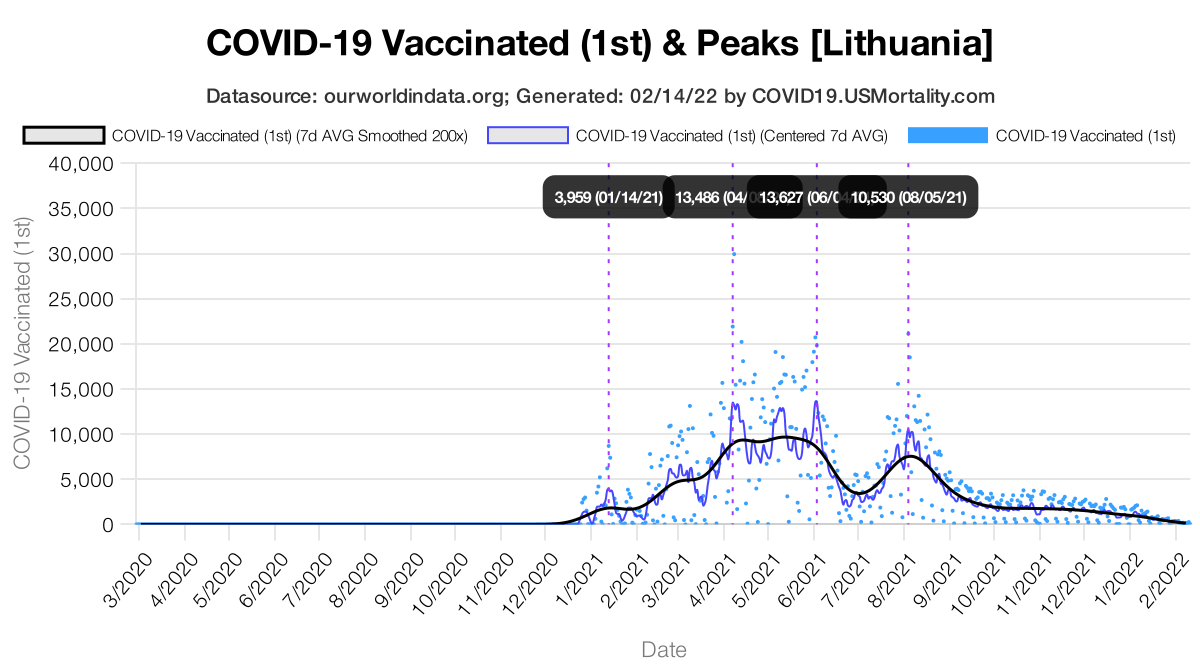 COVID-19 Vaccinated (1st) & Peaks [Lithuania]
Datasource: ourworldindata.org; Generated: 02/14/22 by COVID19.USMortality.com
COVID-19 Vaccinated (1st) (7d AVG Smoothed 200x) COVID-19 Vaccinated (1st) (Centered 7d AVG) COVID-19 Vaccinated (1st)
3,959 (01/14/21) 13,486 (04/ 13,627 (06/0 10,530 (08/05/21)
COVID-19 Vaccinated (1st)
40,000
35,000
30,000
25,000
20,000
15,000
10,000
5,000
0
3/2020 4/2020 5/2020 6/2020 7/2020 8/2020 9/2020 10/2020 11/2020 12/2020 1/2021 2/2021 3/2021 4/2021 5/2021 6/2021 7/2021 8/2021 9/2021 10/2021 11/2021 12/2021 1/2022 2/2022
Date